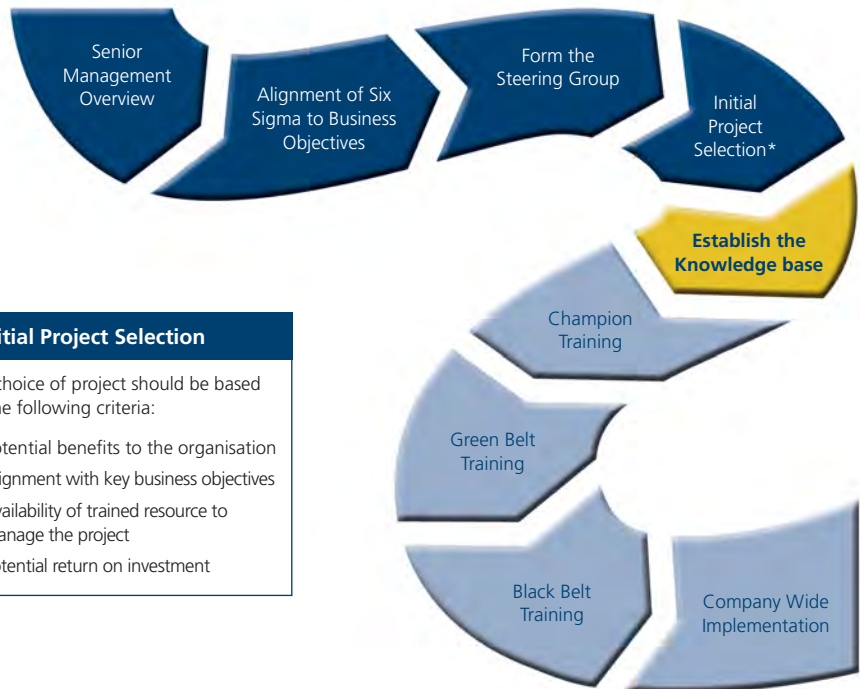 Senior
Management
Overview
Alignment of Six
Sigma to Business
Objectives
Form the
Steering Group
Initial
Project
Selection*
Establish the
Knowledge base
Champion
Training
Green Belt
Training
Black Belt
Training
Company Wide
Implementation
itial Project Selection
choice of project should be based
he following criteria:
otential benefits to the organisation
ignment with key business objectives
vailability of trained resource to
anage the project
otential return on investment